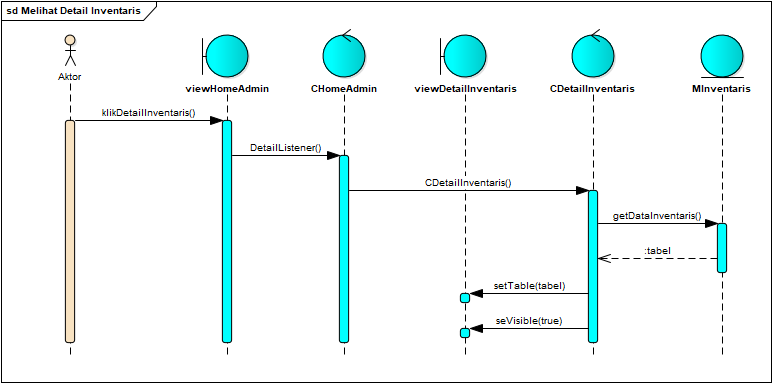 sd Melihat Detail Inventaris
Aktor
viewHomeAdmin
CHomeAdmin
viewDetailInventaris
CDetailInventaris
MInventaris
klikDetailInventaris()
DetailListener()
CDetailInventaris()
getDataInventaris()
:tabel
setTable(tabel)
seVisible(true)